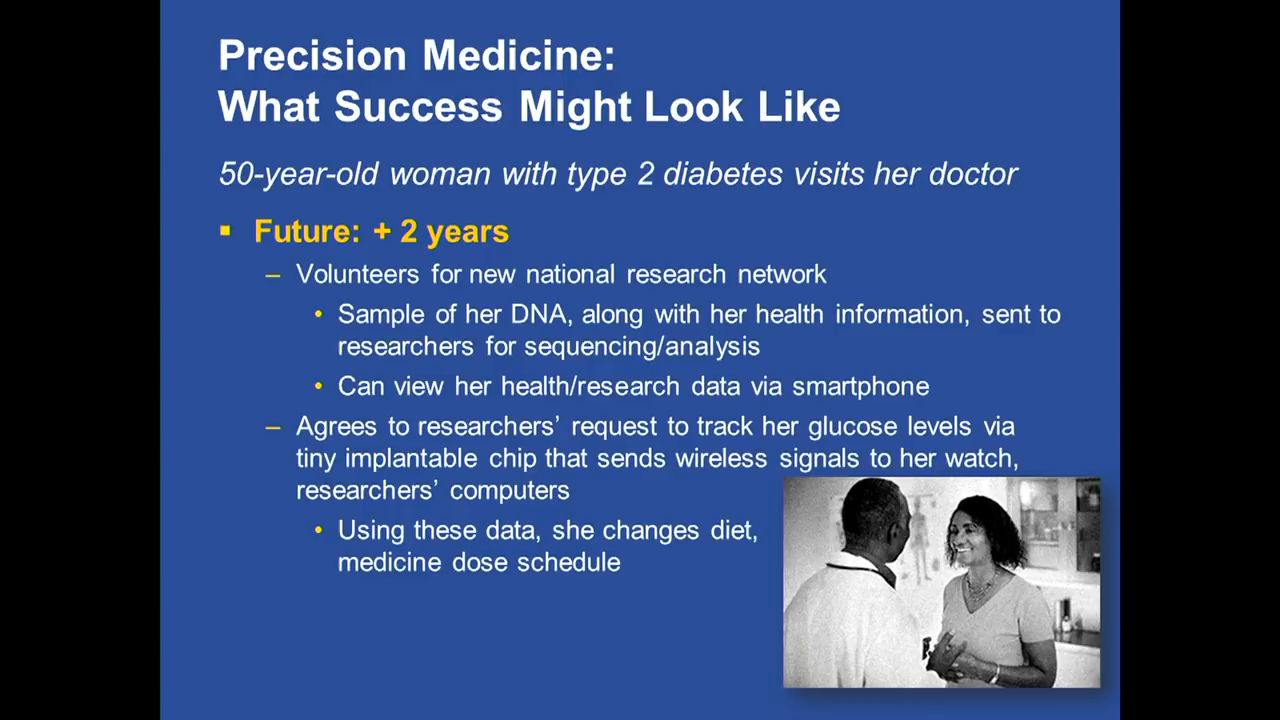 Precision Medicine:
What Success Might Look Like
50-year-old woman with type 2 diabetes visits her doctor
▪ Future: + 2 years
– Volunteers for new national research network
• Sample of her DNA, along with her health information, sent to
researchers for sequencing/analysis
• Can view her health/research data via smartphone
– Agrees to researchers’ request to track her glucose levels via
tiny implantable chip that sends wireless signals to her watch,
researchers’ computers
• Using these data, she changes diet,
medicine dose schedule